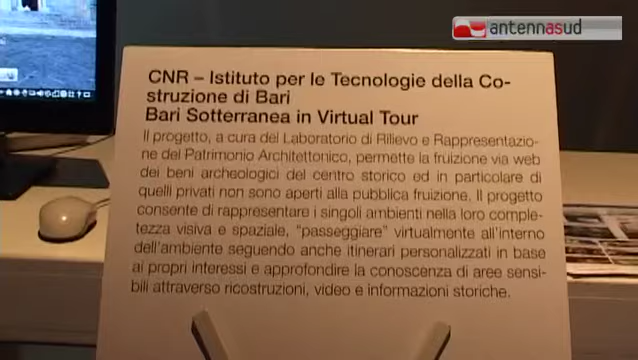 antennasud
CNR – Istituto per le Tecnologie della Co-
struzione di Bari
Bari Sotterranea in Virtual Tour
Il progetto, a cura del Laboratorio di Rilievo e Rappresentazio-
ne del Patrimonio Architettonico, permette la fruizione via web
dei beni archeologici del centro storico ed in particolare di
quelli privati non sono aperti alla pubblica fruizione. Il progetto
consente di rappresentare i singoli ambienti nella loro comple-
tezza visiva e spaziale, "passeggiare" virtualmente all'interno
dell'ambiente seguendo anche itinerari personalizzati in base
ai propri interessi e approfondire la conoscenza di aree sensi-
bili attraverso ricostruzioni, video e informazioni storiche.